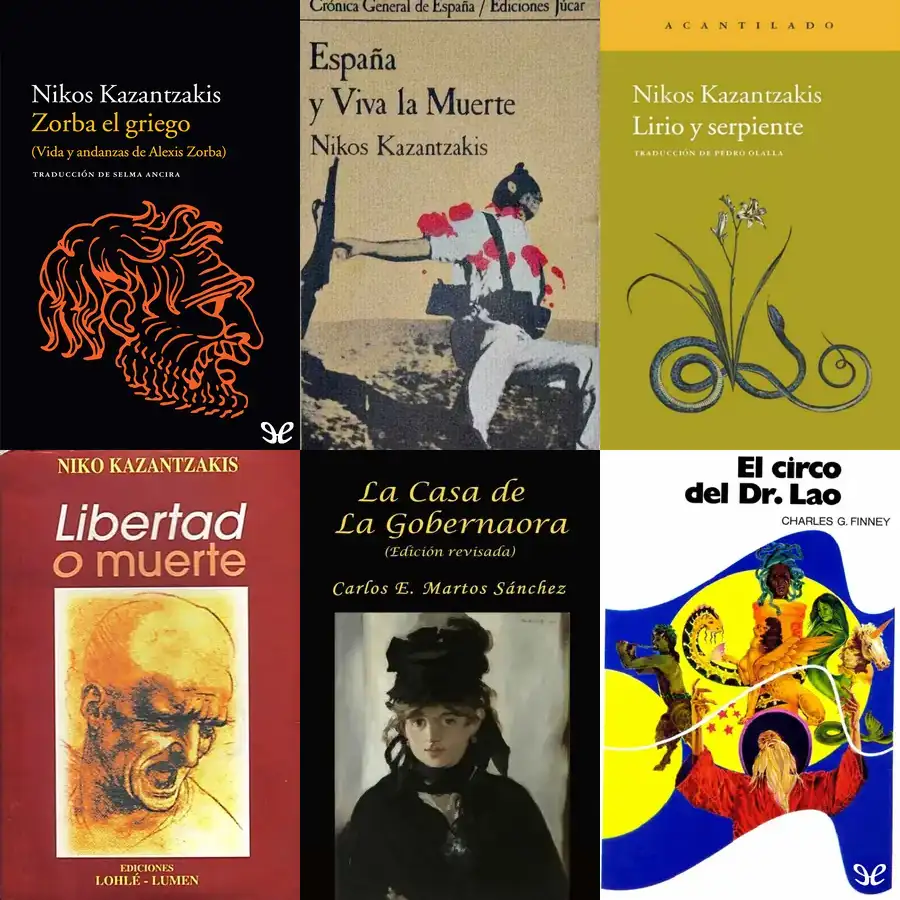 Nikos Kazantzakis
Zorba el griego
(Vida y andanzas de Alexis Zorba)
TRADUCCIÓN DE SELMA ANCIRA
Crónica General de España / Ediciones Júcar
España
y Viva la Muerte
Nikos Kazantzakis
ACANTILADO
Nikos Kazantzakis
Lirio y serpiente
TRADUCCIÓN DE PEDRO OLALLA
NIKO KAZANTZAKIS
Libertad
o muerte
EDICIONES
LOHLÉ - LUMEN
La Casa de
La Gobernaora
(Edición revisada)
Carlos E. Martos Sánchez
El circo
del Dr. Lao
CHARLES G. FINNEY